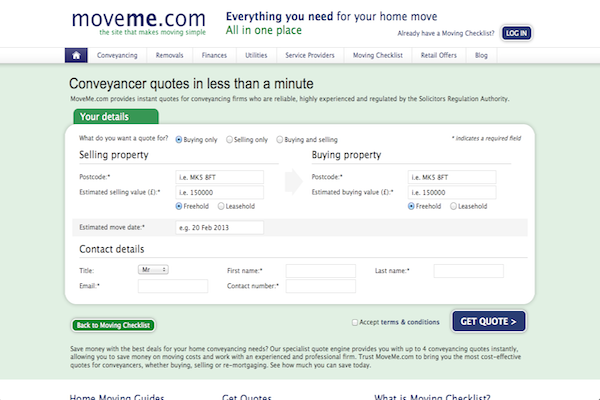 moveme.com
the site that makes moving simple
Everything you need for your home move
All in one place
Already have a Moving Checklist?
LOG IN
Conveyancing Removals Finances Utilities Service Providers Moving Checklist Retail Offers Blog
Conveyancer quotes in less than a minute
MoveMe.com provides instant quotes for conveyancing firms who are reliable, highly experienced and regulated by the Solicitors Regulation Authority.
Your details
What do you want a quote for? Buying only Selling only Buying and selling * indicates a required field
Selling property Buying property
Postcode:* i.e. MK5 8FT Postcode:* i.e. MK5 8FT
Estimated selling value (£):* i.e. 150000 Estimated buying value (£):* i.e. 150000
Freehold Leasehold Freehold Leasehold
Estimated move date:* e.g. 20 Feb 2013
Contact details
Title: Mr First name:* Last name:*
Email:* Contact number:*
Back to Moving Checklist Accept terms & conditions GET QUOTE >
Save money with the best deals for your home conveyancing needs? Our specialist quote engine provides you with up to 4 conveyancing quotes instantly,
allowing you to save money on moving costs and work with an experienced and professional firm. Trust MoveMe.com to bring you the most cost-effective
quotes for conveyancers, whether buying, selling or re-mortgaging. See how much you can save today.
Home Moving Guides Get Quotes What is Moving Checklist?